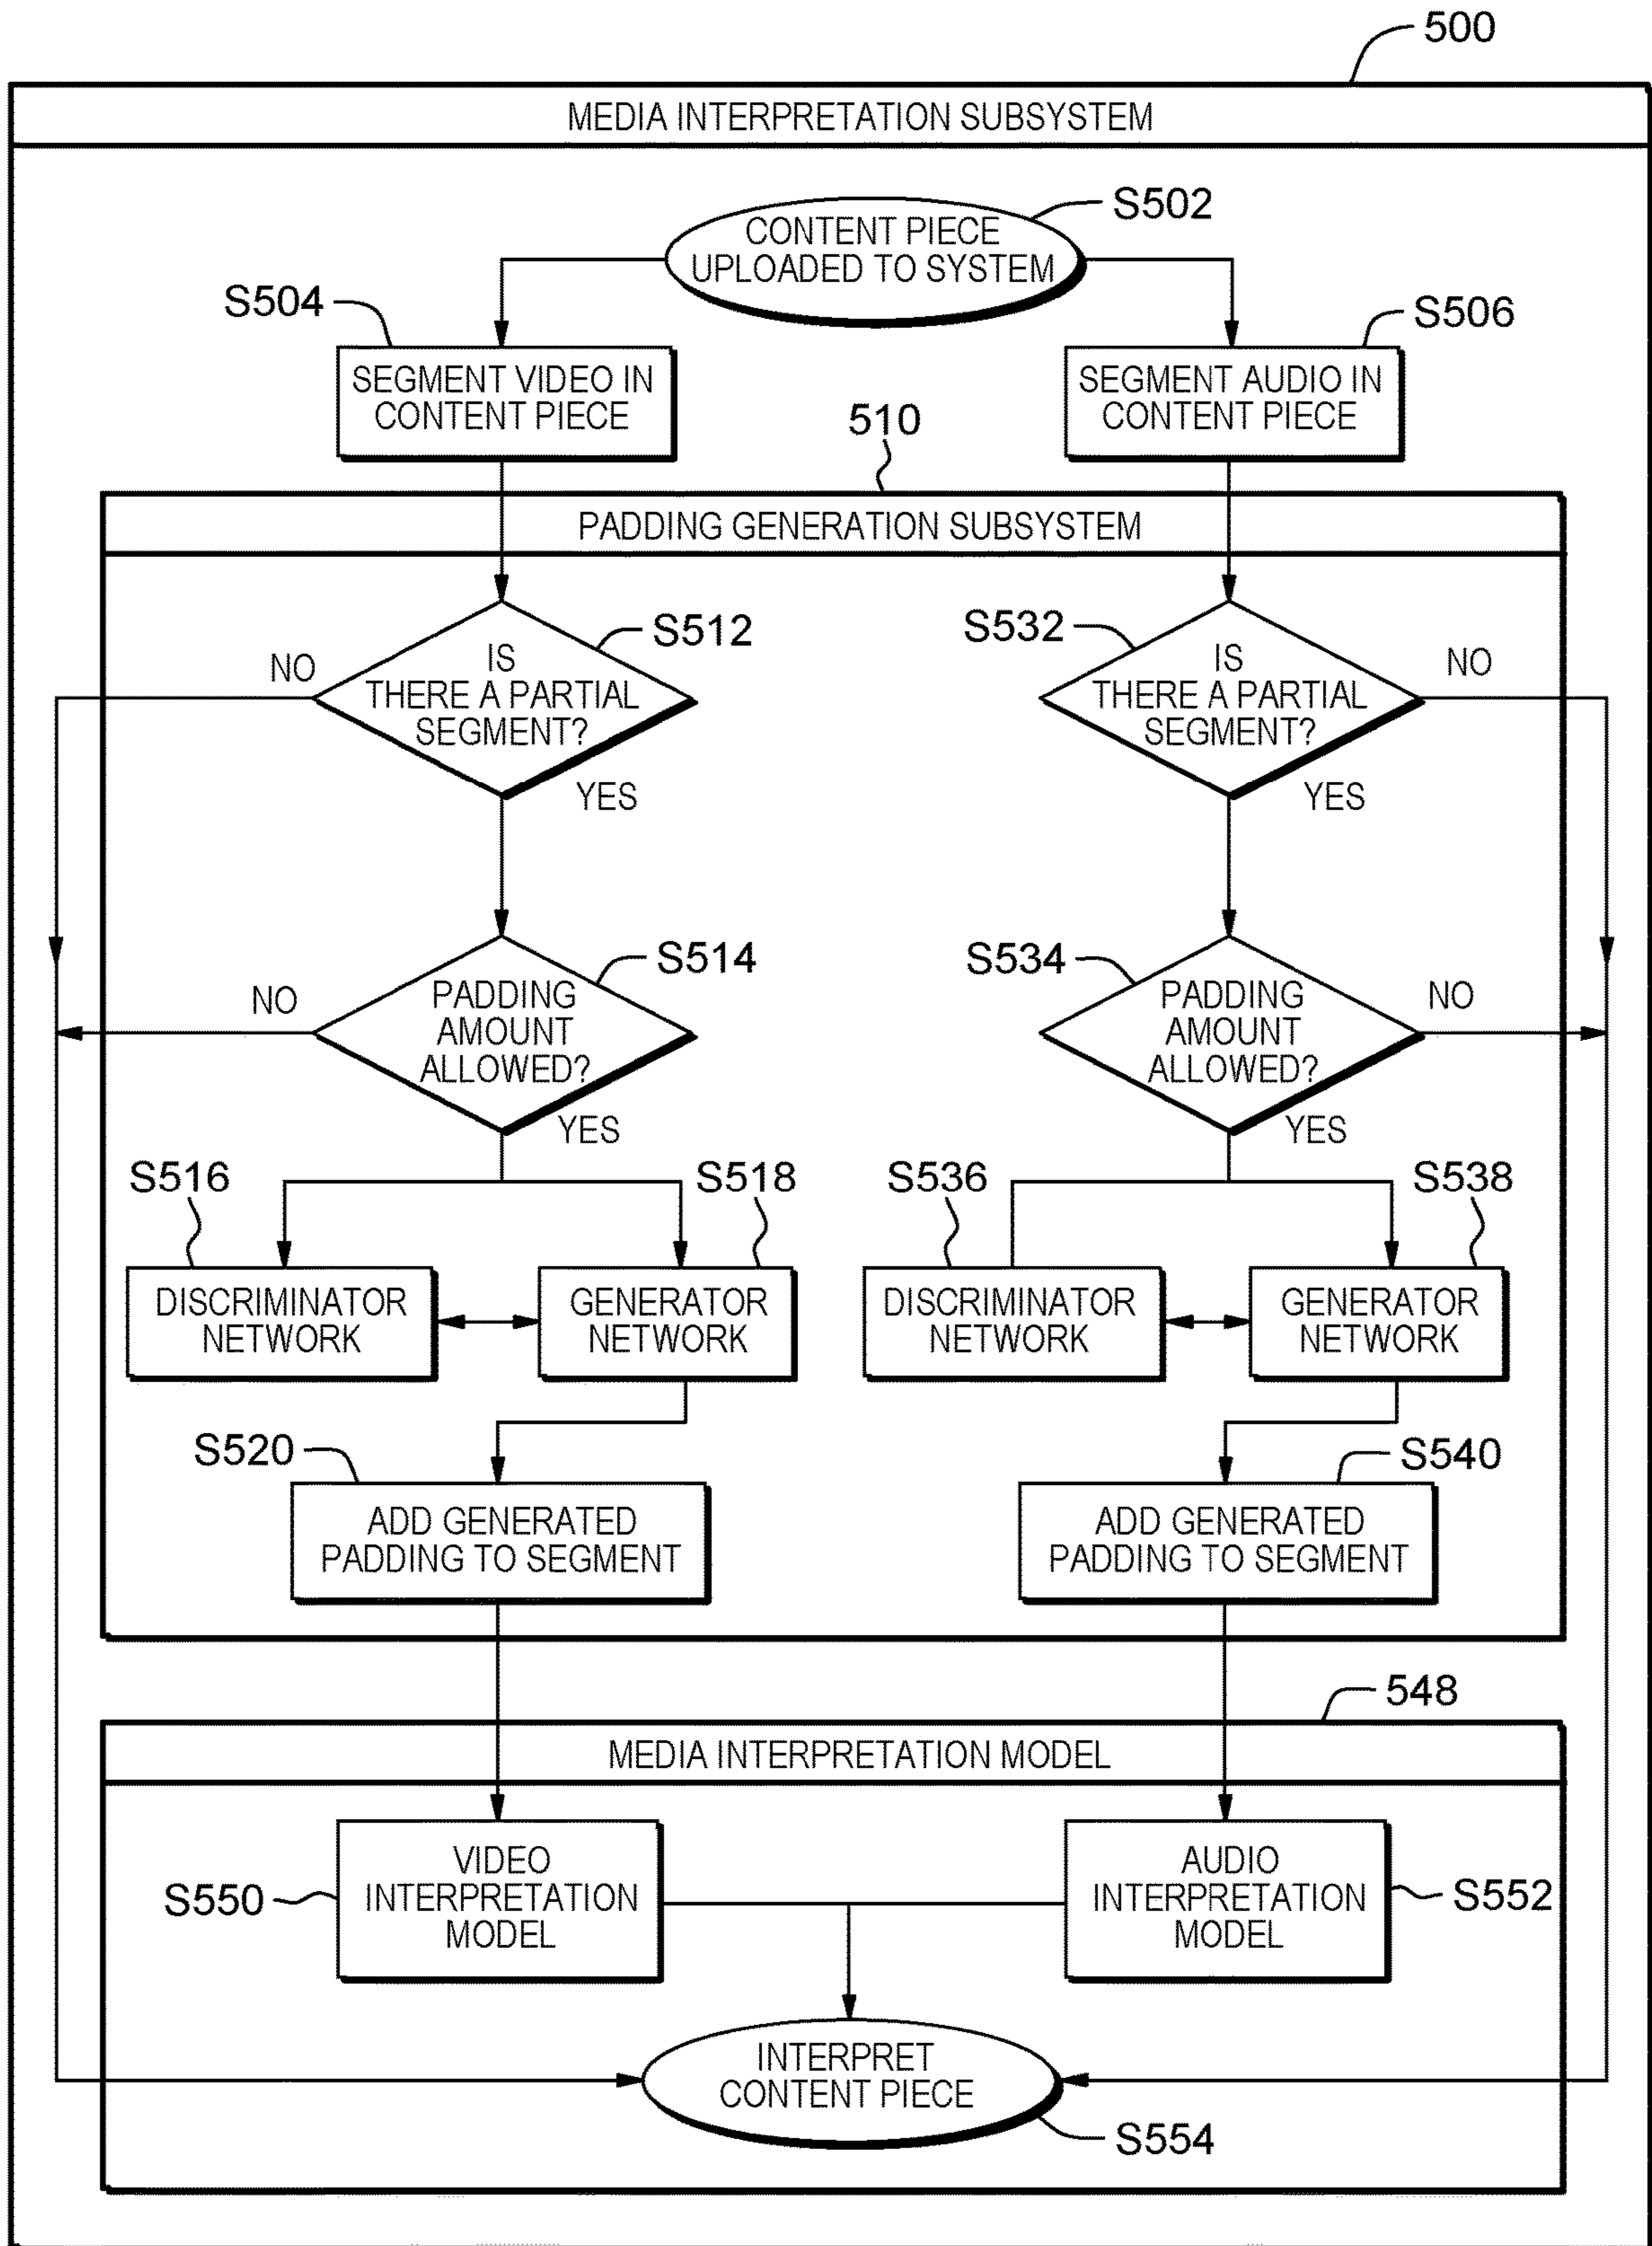 500
MEDIA INTERPRETATION SUBSYSTEM
S502
CONTENT PIECE
UPLOADED TO SYSTEM
S504
SEGMENT VIDEO IN
CONTENT PIECE
S506
SEGMENT AUDIO IN
CONTENT PIECE
510
PADDING GENERATION SUBSYSTEM
S512
IS
THERE A PARTIAL
SEGMENT?
NO
YES
S532
IS
THERE A PARTIAL
SEGMENT?
NO
YES
S514
PADDING
AMOUNT
ALLOWED?
NO
YES
S534
PADDING
AMOUNT
ALLOWED?
NO
YES
S516
DISCRIMINATOR
NETWORK
S518
GENERATOR
NETWORK
S536
DISCRIMINATOR
NETWORK
S538
GENERATOR
NETWORK
S520
ADD GENERATED
PADDING TO SEGMENT
S540
ADD GENERATED
PADDING TO SEGMENT
548
MEDIA INTERPRETATION MODEL
S550
VIDEO
INTERPRETATION
MODEL
AUDIO
INTERPRETATION
MODEL
S552
INTERPRET
CONTENT PIECE
S554